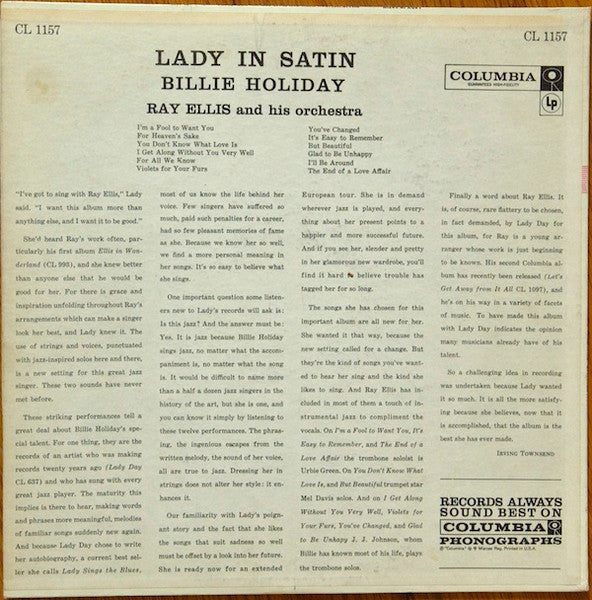 CL 1157
CL 1157
LADY IN SATIN
BILLIE HOLIDAY
RAY ELLIS and his orchestra
COLUMBIA
GUARANTEED HIGH-FIDELITY
Lp
I'm a Fool to Want You
For Heaven's Sake
You Don't Know What Love Is
I Get Along Without You Very Well
For All We Know
Violets for Your Furs
You've Changed
It's Easy to Remember
But Beautiful
Glad to Be Unhappy
I'll Be Around
The End of a Love Affair
"I've got to sing with Ray Ellis," Lady
said. "I want this album more than
anything else, and I want it to be good."
She'd heard Ray's work often, par-
ticularly his first album Ellis in Won-
derland (CL 993), and she knew better
than anyone else that he would be
good for her. For there is grace and
inspiration unfolding throughout Ray's
arrangements which can make a singer
look her best, and Lady knew it. The
use of strings and voices, punctuated
with jazz-inspired solos here and there,
is a new setting for this great jazz
singer. These two sounds have never
met before.
These striking performances tell a
great deal about Billie Holiday's spe-
cial talent. For one thing, they are the
records of an artist who was making
records twenty years ago (Lady Day
CL 637) and who has sung with every
great jazz player. The maturity this
implies is there to hear, making words
and phrases more meaningful, melodies
of familiar songs suddenly new again.
And because Lady Day chose to write
her autobiography, a current best sel-
ler she calls Lady Sings the Blues,
most of us know the life behind her
voice. Few singers have suffered so
much, paid such penalties for a career,
had so few pleasant memories of fame
as she. Because we know her so well,
we find a more personal meaning in
her songs. It's so easy to believe what
she sings.
One important question some listen-
ers new to Lady's records will ask is:
Is this jazz? And the answer must be:
Yes. It is jazz because Billie Holiday
sings jazz, no matter what the accom-
paniment is, no matter what the song
is. It would be difficult to name more
than a half a dozen jazz singers in the
history of the art, but she is one, and
you can know it simply by listening to
these twelve performances. The phras-
ing, the ingenious escapes from the
written melody, the sound of her voice,
all are true to jazz. Dressing her in
strings does not alter her style: it en-
hances it.
Our familiarity with Lady's poign-
ant story and the fact that she likes
the songs that suit sadness so well
must be offset by a look into her future.
She is ready now for an extended
European tour. She is in demand
wherever jazz is played, and every-
thing about her present points to a
happier and more successful future.
And if you see her, slender and pretty
in her glamorous new wardrobe, you'll
find it hard to believe trouble has
tagged her for so long.
The songs she has chosen for this
important album are all new for her.
She wanted it that way, because the
new setting called for a change. But
they're the kind of songs you've want-
ed to hear her sing and the kind she
likes to sing. And Ray Ellis has in-
cluded in most of them a touch of in-
strumental jazz to compliment the
vocals. On I'm a Fool to Want You, It's
Easy to Remember, and The End of a
Love Affair the trombone soloist is
Urbie Green. On You Don't Know What
Love Is, and But Beautiful trumpet star
Mel Davis solos. And on I Get Along
Without You Very Well, Violets for
Your Furs, You've Changed, and Glad
to Be Unhapy J. J. Johnson, whom
Billie has known most of his life, plays
the trombone solos.
Finally a word about Ray Ellis. It
is, of course, rare flattery to be chosen,
in fact demanded, by Lady Day for
this album, for Ray is a young ar-
ranger whose work is just beginning
to be known. His second Columbia
album has recently been released (Let's
Get Away from It All CL 1097), and
he's on his way in a variety of facets
of music. To have made this album
with Lady Day indicates the opinion
many musicians already have of his
talent.
So a challenging idea in recording
was undertaken because Lady wanted
it so much. It is all the more satisfy-
ing because she believes, now that it
is accomplished, that the album is the
best she has ever made.
IRVING TOWNSEND
RECORDS ALWAYS
SOUND BEST ON
COLUMBIA
PHONOGRAPHS
® "Columbia" ® Marcas Reg. Printed in U.S.A.